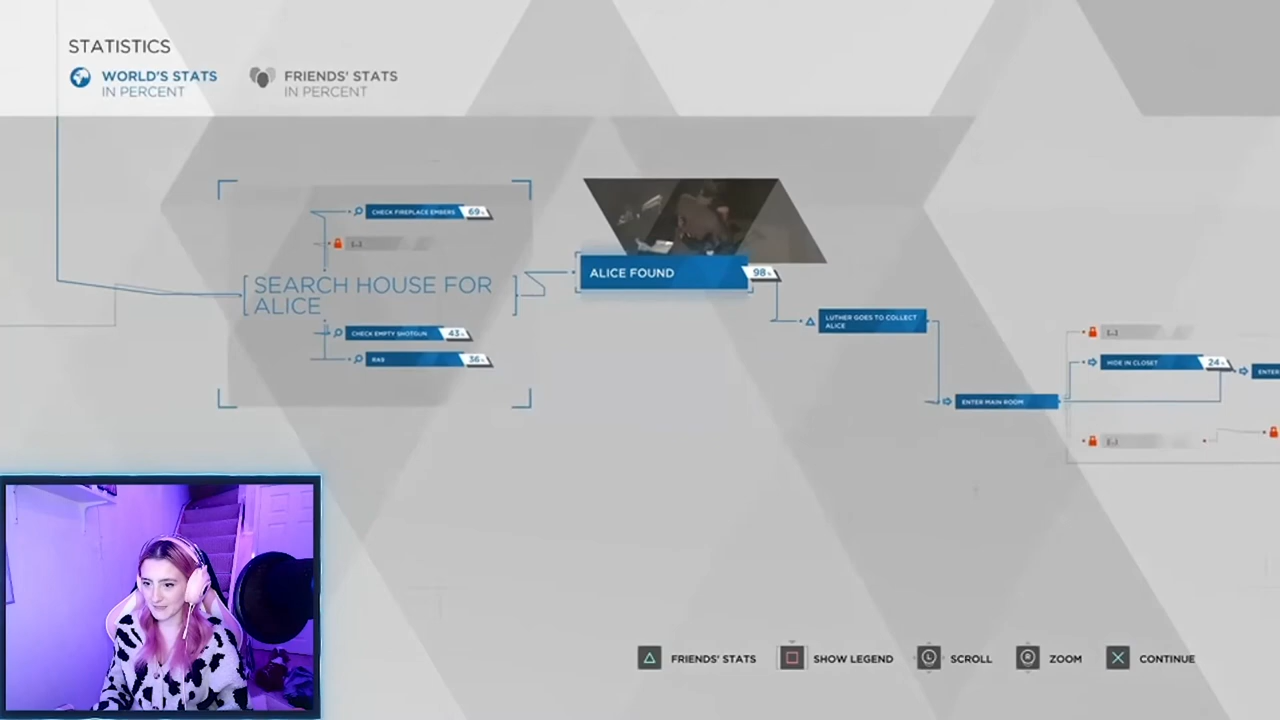 STATISTICS
WORLD'S STATS
IN PERCENT
FRIENDS' STATS
IN PERCENT
CHECK FIREPLACE EMBERS 69%
[...]
SEARCH HOUSE FOR
ALICE
CHECK EMPTY SHOTGUN 43%
RA9 36%
ALICE FOUND 98%
LUTHER GOES TO COLLECT
ALICE
ENTER MAIN ROOM
[...]
HIDE IN CLOSET 24%
ENTER
[...]
FRIENDS' STATS
SHOW LEGEND
L SCROLL
R ZOOM
CONTINUE